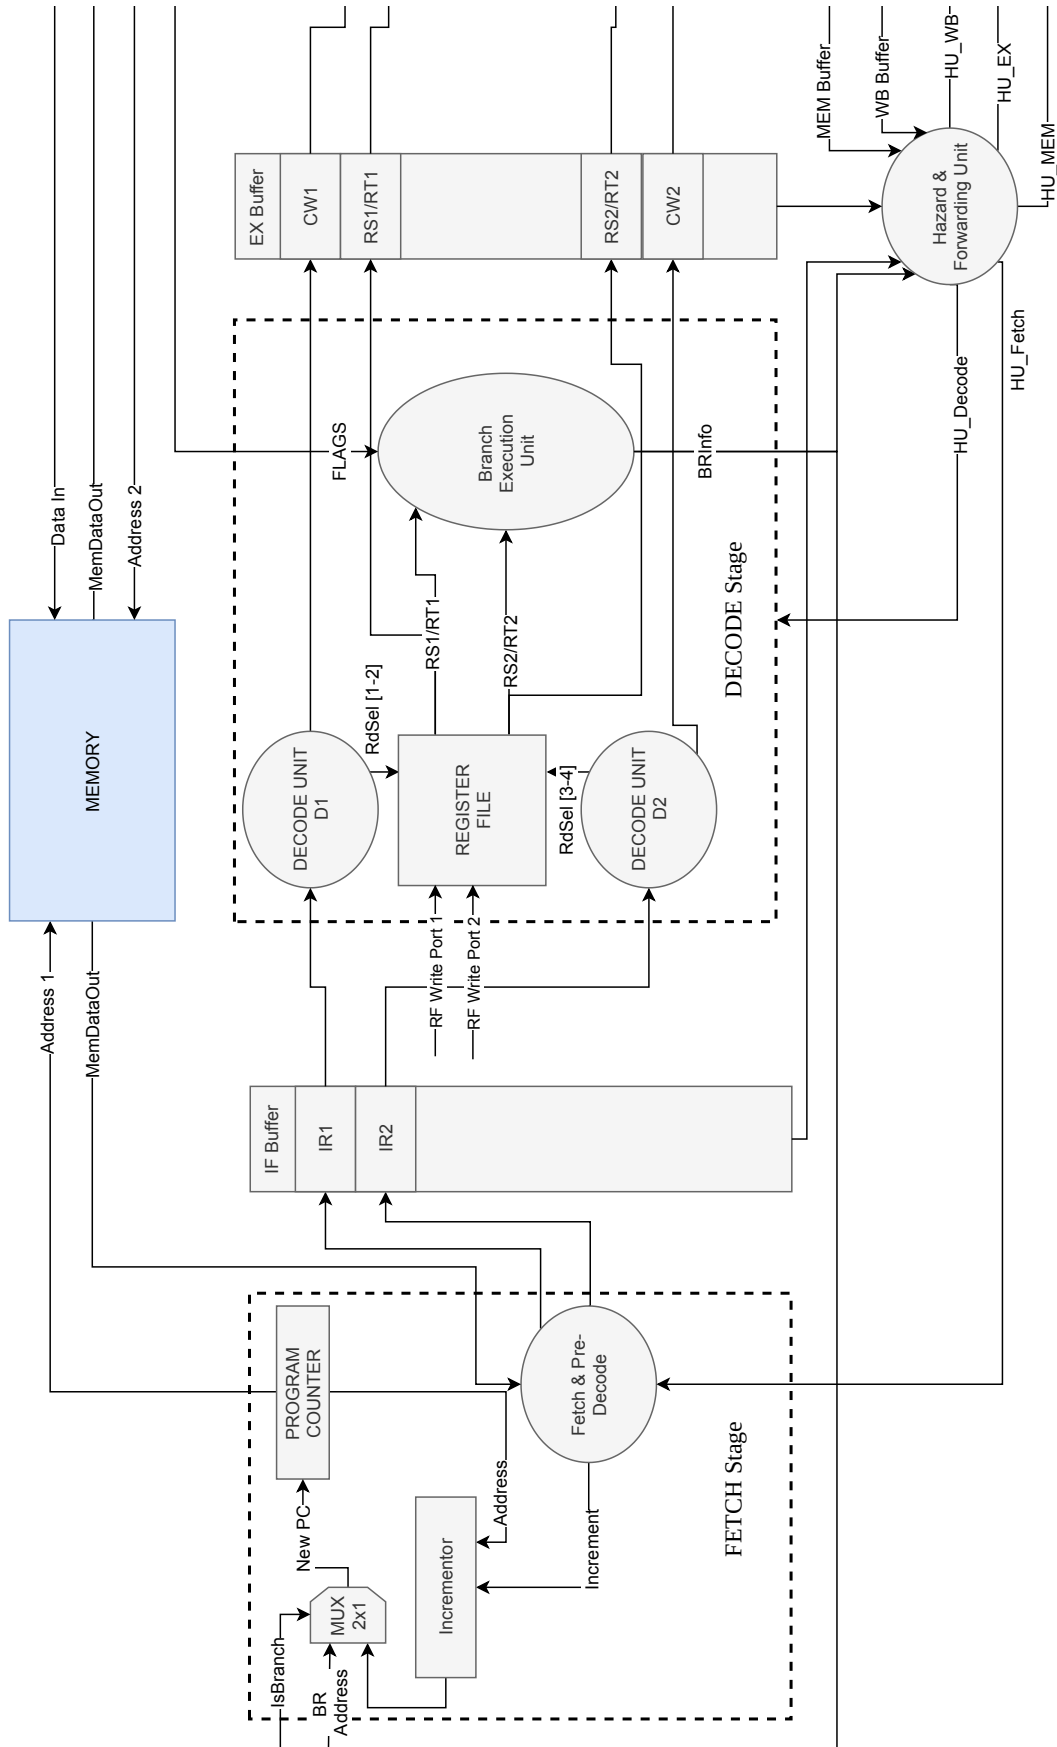 Data In
MemDataOut
Address 2
MEMORY
Address 1
MemDataOut
EX Buffer
CW1
RS1/RT1
RS2/RT2
CW2
MEM Buffer
WB Buffer
HU_WB
HU_EX
HU_MEM
Hazard &
Forwarding Unit
HU_Decode
HU_Fetch
FLAGS
Branch
Execution
Unit
BRInfo
RS1/RT1
RS2/RT2
DECODE Stage
DECODE UNIT
D1
RdSel [1-2]
REGISTER
FILE
RdSel [3-4]
DECODE UNIT
D2
RF Write Port 1
RF Write Port 2
IF Buffer
IR1
IR2
PROGRAM
COUNTER
Fetch & Pre-
Decode
FETCH Stage
New PC
Address
Increment
Incrementor
MUX
2x1
IsBranch
BR
Address